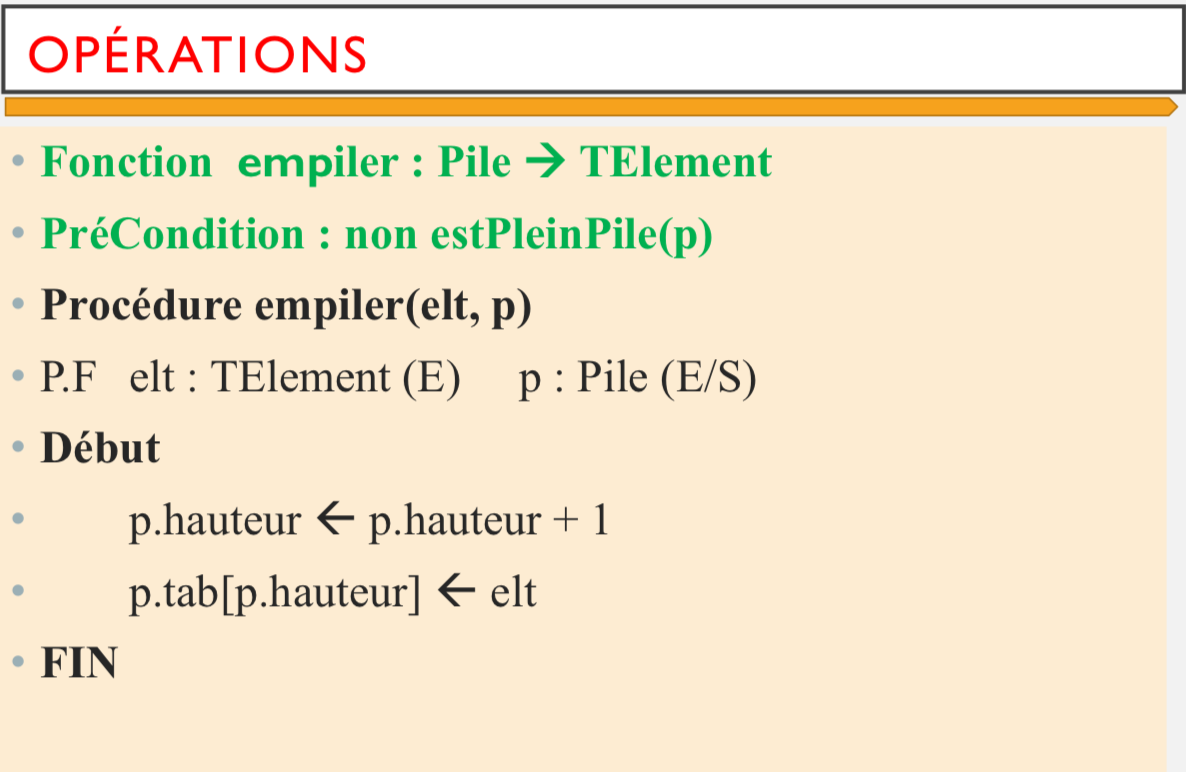 OPÉRATIONS
• Fonction empiler : Pile → TElement
• PréCondition : non estPleinPile(p)
• Procédure empiler(elt, p)
• P.F elt : TElement (E) p : Pile (E/S)
• Début
• p.hauteur ← p.hauteur + 1
• p.tab[p.hauteur] ← elt
• FIN